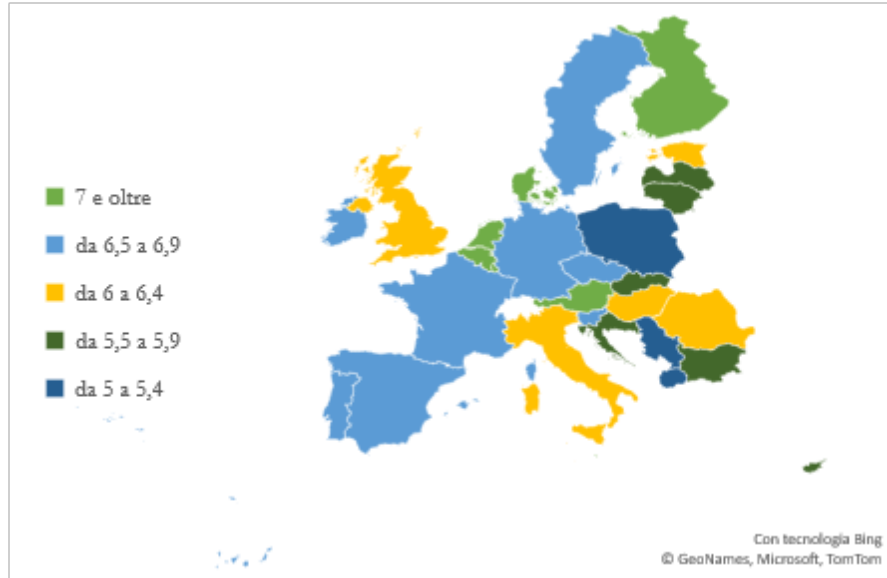 7 e oltre
da 6,5 a 6,9
da 6 a 6,4
da 5,5 a 5,9
da 5 a 5,4
Con tecnologia Bing
© GeoNames, Microsoft, TomTom